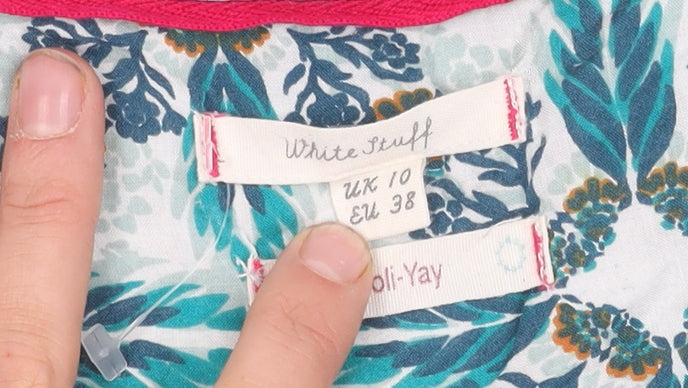 White Stuff
UK 10
EU 38
oli-Yay